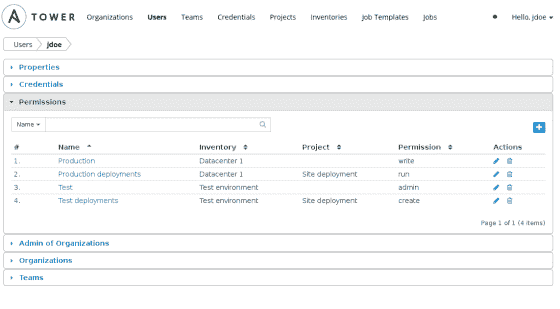 A TOWER Organizations Users Teams Credentials Projects Inventories Job Templates Jobs Hello, jdoe
Users jdoe
Properties
Credentials
Permissions
Name
# Name Inventory Project Permission Actions
1. Production Datacenter 1 write
2. Production deployments Datacenter 1 Site deployment run
3. Test Test environment admin
4. Test deployments Test environment Site deployment create
Page 1 of 1 (4 items)
Admin of Organizations
Organizations
Teams